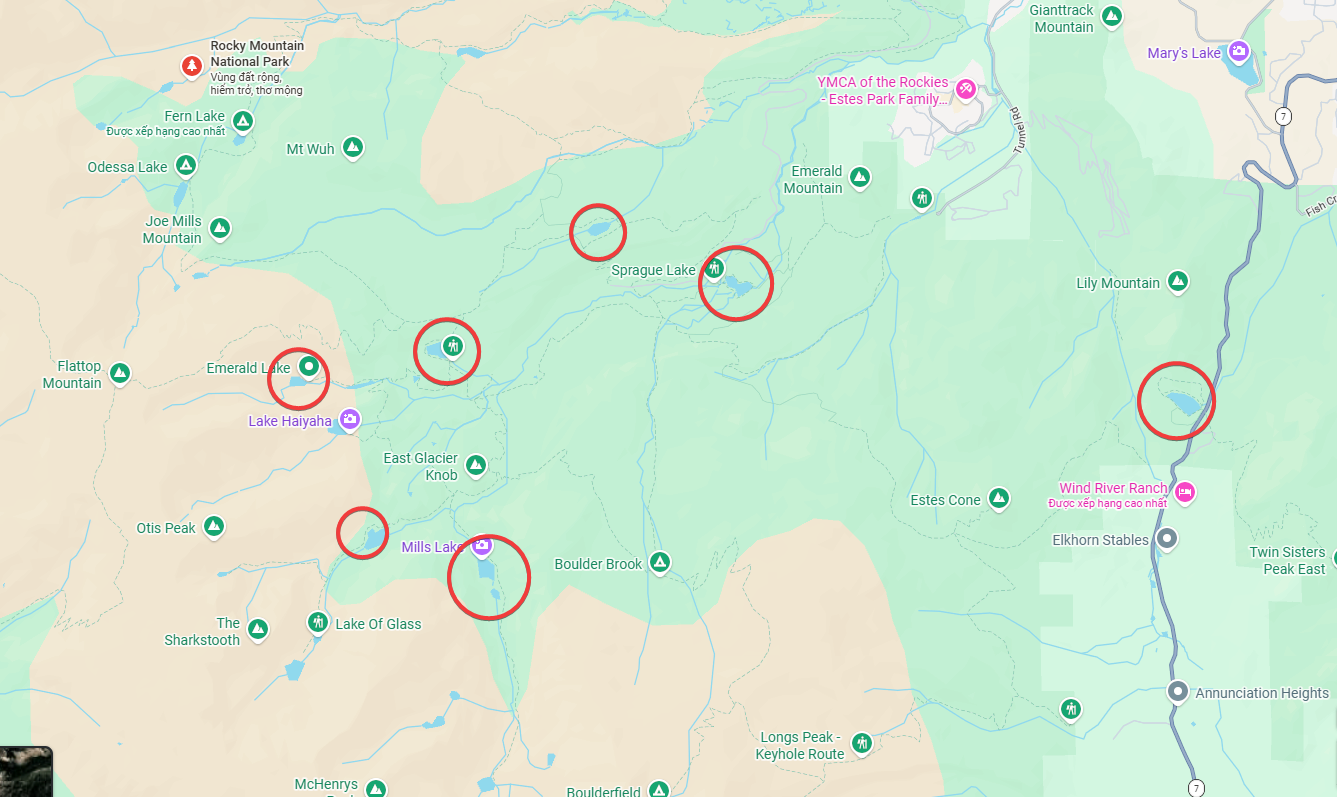 Gianttrack
Mountain
Rocky Mountain
National Park
Vùng đất rộng,
hiểm trở, thơ mộng
Mary's Lake
YMCA of the Rockies
- Estes Park Family...
7
Tunnel Rd
Fern Lake
Được xếp hạng cao nhất
Mt Wuh
Odessa Lake
Emerald
Mountain
Fish Cr
Joe Mills
Mountain
Sprague Lake
Lily Mountain
Flattop
Mountain
Emerald Lake
Lake Haiyaha
East Glacier
Knob
Wind River Ranch
Được xếp hạng cao nhất
Estes Cone
Otis Peak
Mills Lake
Elkhorn Stables
Boulder Brook
Twin Sisters
Peak East
The
Sharkstooth
Lake Of Glass
Annunciation Heights
Longs Peak -
Keyhole Route
McHenrys
Boulderfield
7